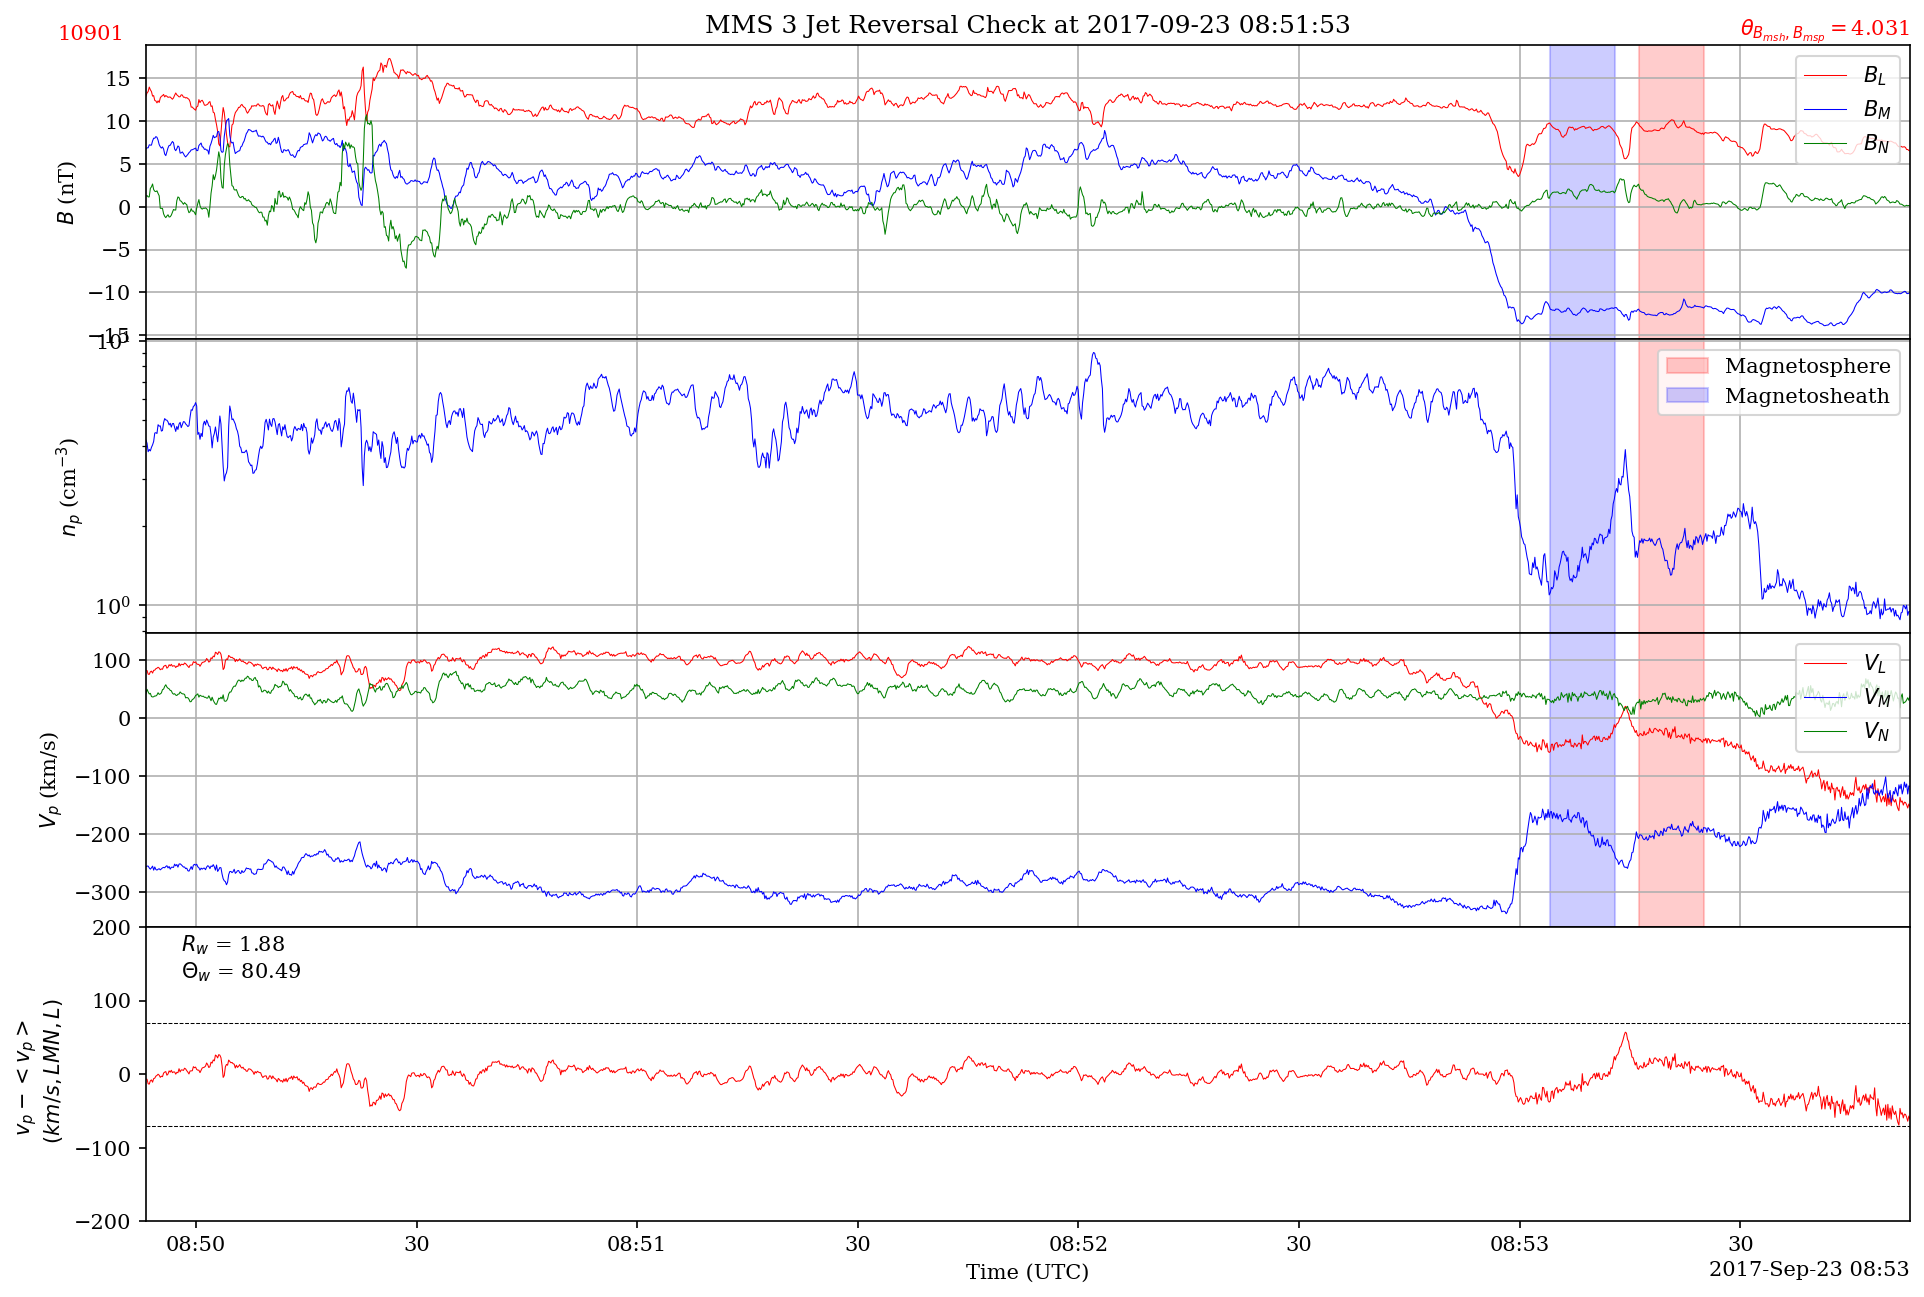 10901
MMS 3 Jet Reversal Check at 2017-09-23 08:51:53
θ_{B_{msh}, B_{msp}} = 4.031
B (nT)
15
10
5
0
−5
−10
−15
B_L
B_M
B_N
n_p (cm^{−3})
10^1
10^0
Magnetosphere
Magnetosheath
V_p (km/s)
100
0
−100
−200
−300
V_L
V_M
V_N
v_p − < v_p >
(km/s, LMN, L)
200
100
0
−100
−200
R_w = 1.88
Θ_w = 80.49
08:50 30 08:51 30 08:52 30 08:53 30
Time (UTC)
2017-Sep-23 08:53